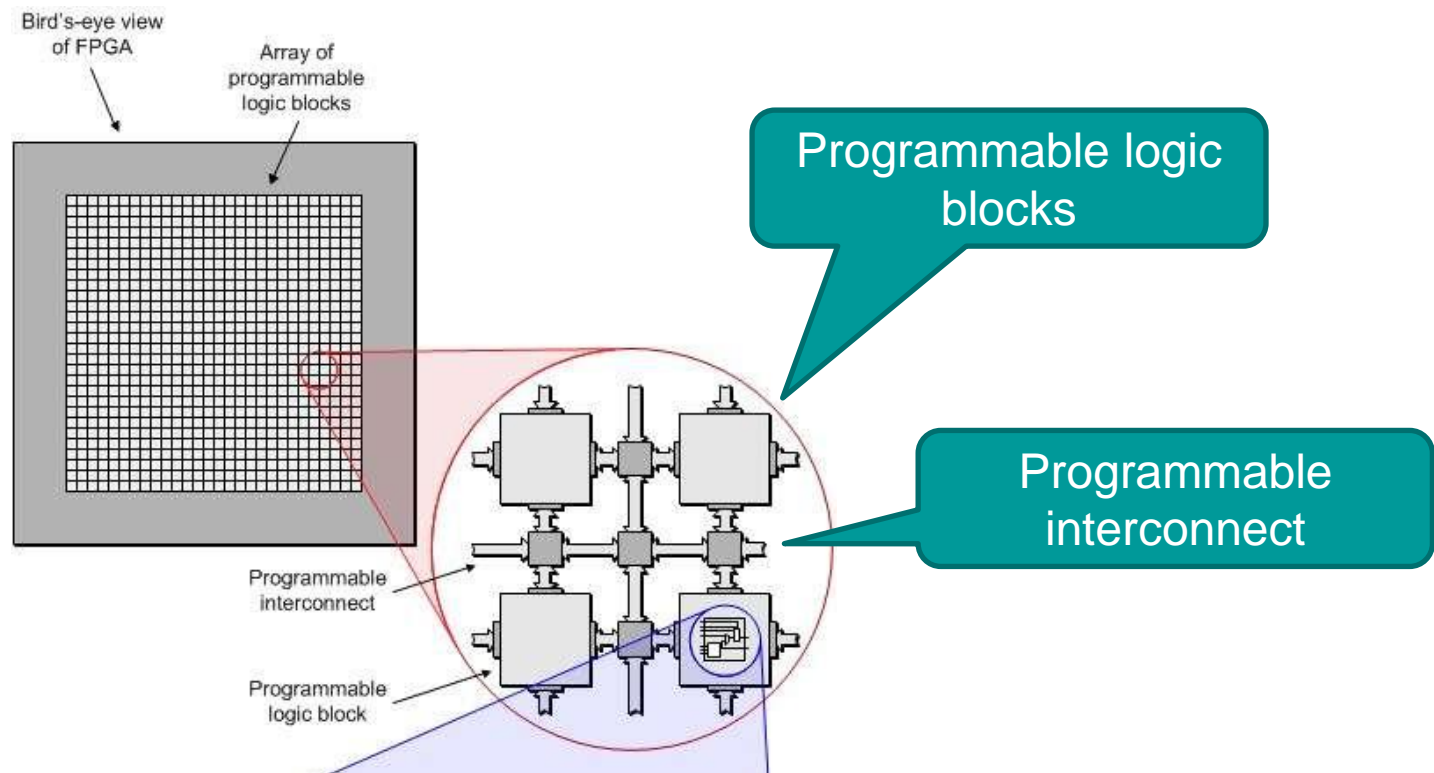 Bird's-eye view
of FPGA
Array of
programmable
logic blocks
Programmable logic
blocks
Programmable
interconnect
Programmable
interconnect
Programmable
logic block